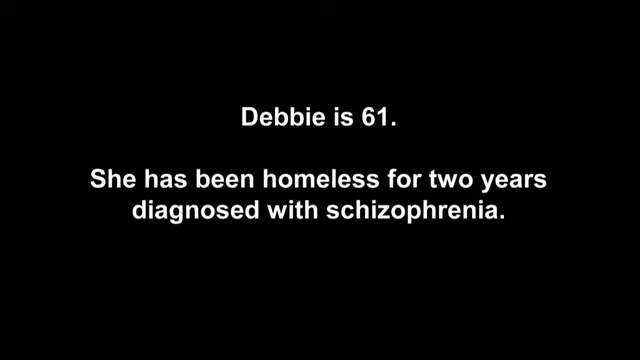 Debbie is 61.
She has been homeless for two years
diagnosed with schizophrenia.